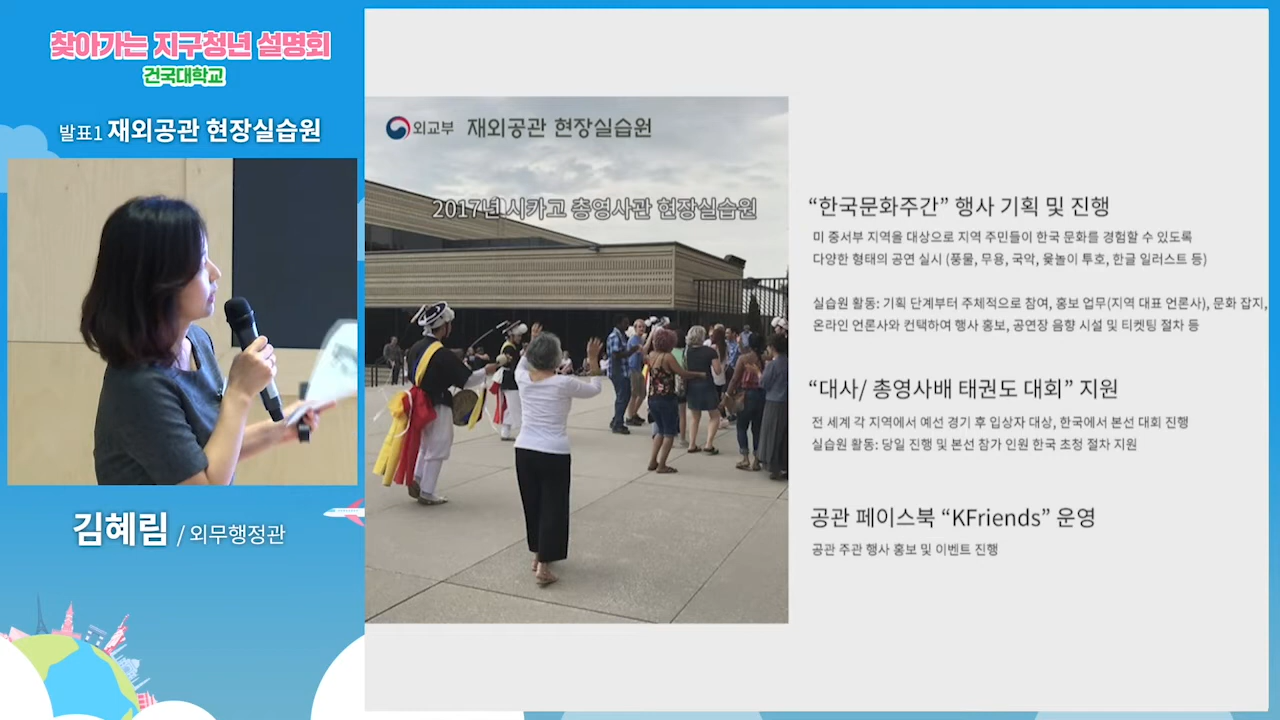 찾아가는 지구청년 설명회
건국대학교
발표1 재외공관 현장실습원
김혜림 / 외무행정관
외교부 재외공관 현장실습원
2017년 시카고 총영사관 현장실습원
“한국문화주간” 행사 기획 및 진행
미 중서부 지역을 대상으로 지역 주민들이 한국 문화를 경험할 수 있도록
다양한 형태의 공연 실시 (풍물, 무용, 국악, 윷놀이 투호, 한글 일러스트 등)
실습원 활동: 기획 단계부터 주체적으로 참여, 홍보 업무(지역 대표 언론사), 문화 잡지,
온라인 언론사와 컨택하여 행사 홍보, 공연장 음향 시설 및 티켓팅 절차 등
“대사/ 총영사배 태권도 대회” 지원
전 세계 각 지역에서 예선 경기 후 입상자 대상, 한국에서 본선 대회 진행
실습원 활동: 당일 진행 및 본선 참가 인원 한국 초청 절차 지원
공관 페이스북 “KFriends” 운영
공관 주관 행사 홍보 및 이벤트 진행